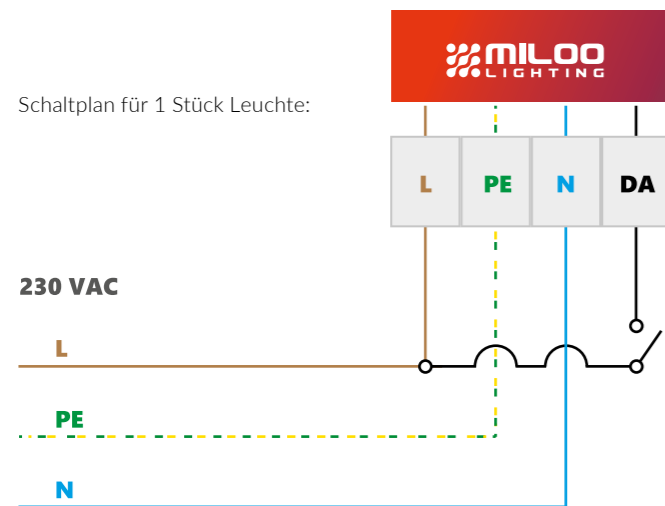 MILOO
LIGHTING
Schaltplan für 1 Stück Leuchte:
L PE N DA
230 VAC
L
PE
N